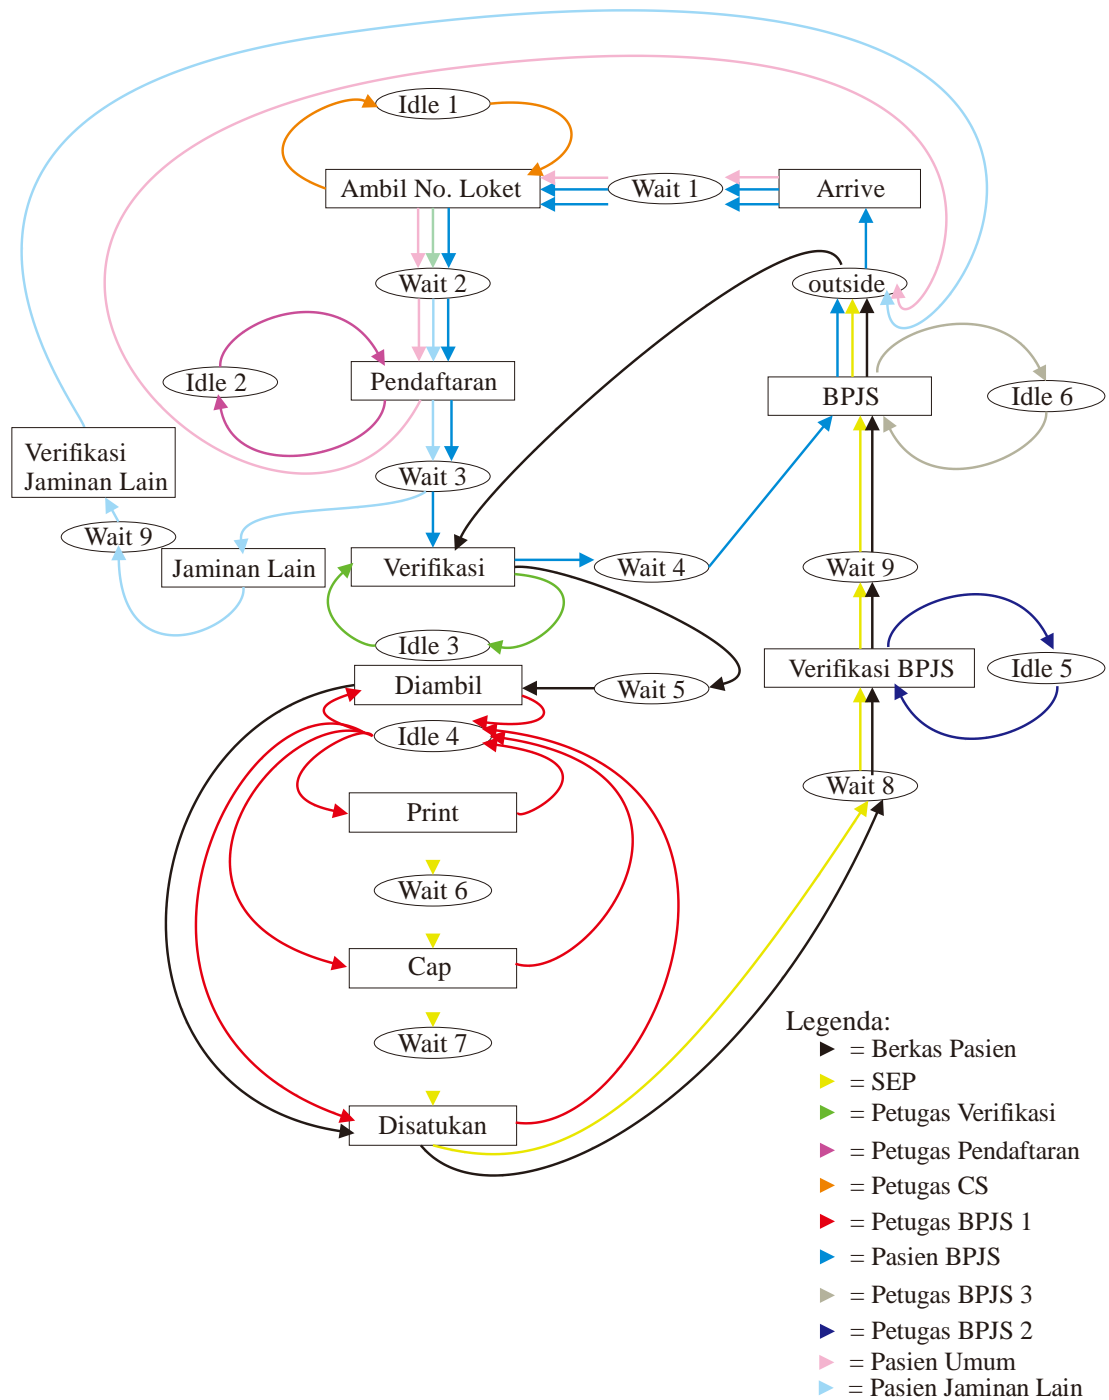 Idle 1
Ambil No. Loket
Wait 1
Arrive
Wait 2
outside
Idle 2
Pendaftaran
BPJS
Idle 6
Verifikasi
Jaminan Lain
Wait 3
Wait 9
Jaminan Lain
Verifikasi
Wait 4
Wait 9
Idle 3
Diambil
Wait 5
Verifikasi BPJS
Idle 5
Idle 4
Print
Wait 8
Wait 6
Cap
Wait 7
Disatukan
Legenda:
= Berkas Pasien
= SEP
= Petugas Verifikasi
= Petugas Pendaftaran
= Petugas CS
= Petugas BPJS 1
= Pasien BPJS
= Petugas BPJS 3
= Petugas BPJS 2
= Pasien Umum
= Pasien Jaminan Lain